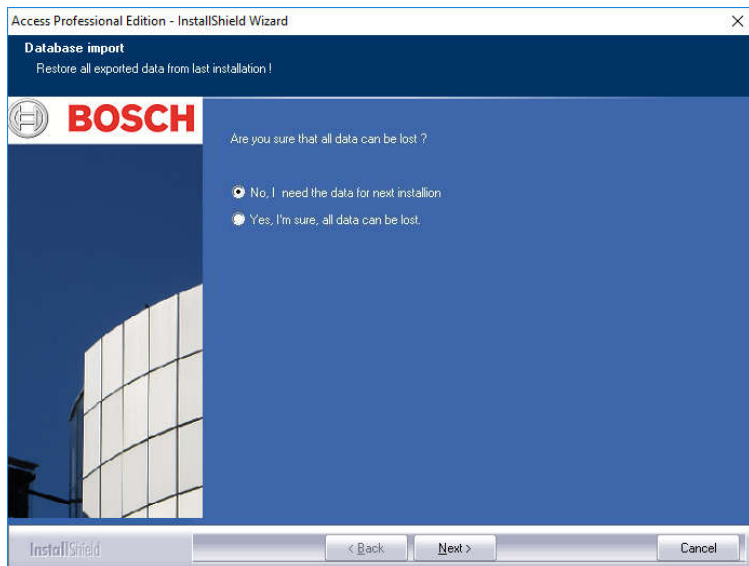 Access Professional Edition - InstallShield Wizard
Database import
Restore all exported data from last installation !
BOSCH
Are you sure that all data can be lost ?
No, I need the data for next installion
Yes, I'm sure, all data can be lost.
InstallShield
< Back
Next >
Cancel